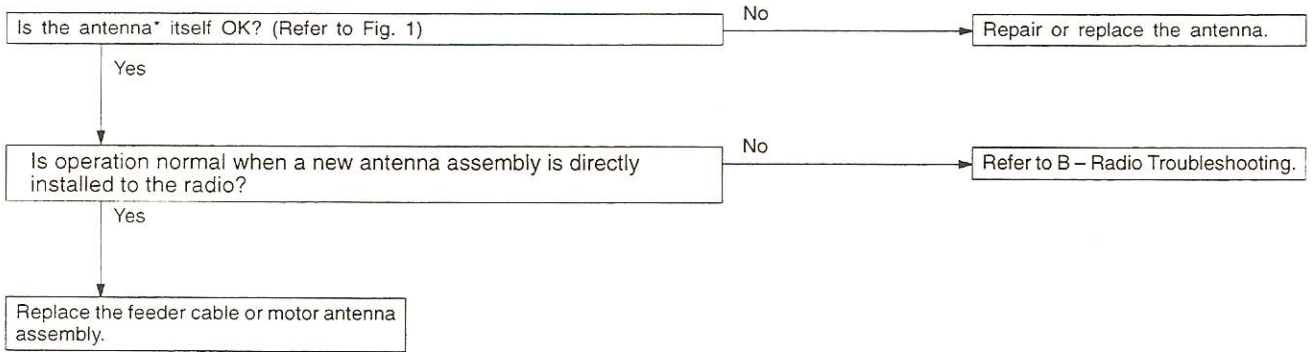 Is the antenna* itself OK? (Refer to Fig. 1)
No
Repair or replace the antenna.
Yes
Is operation normal when a new antenna assembly is directly
installed to the radio?
No
Refer to B – Radio Troubleshooting.
Yes
Replace the feeder cable or motor antenna
assembly.